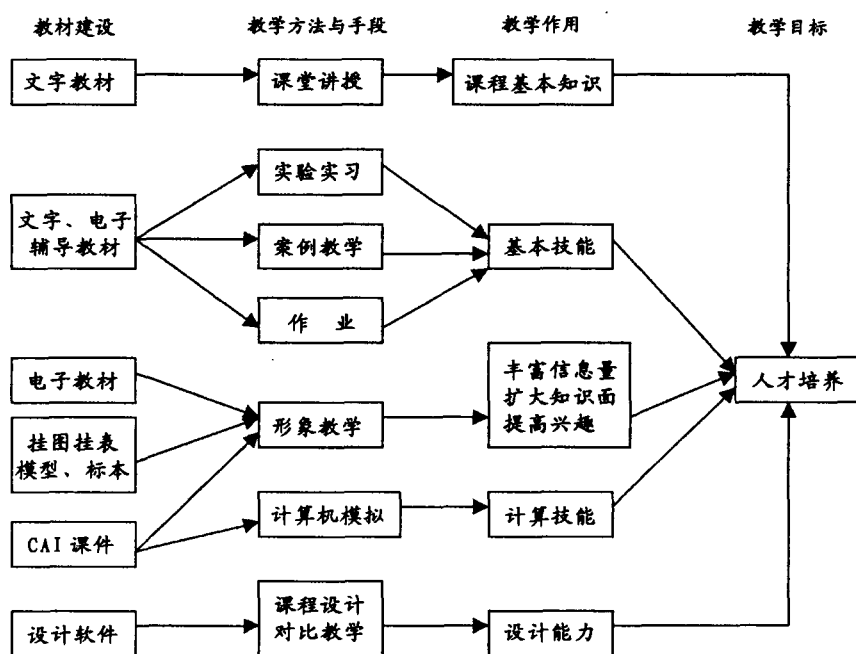 教材建设
教学方法与手段
教学作用
教学目标
文字教材
课堂讲授
课程基本知识
实验实习
文字、电子
辅导教材
案例教学
基本技能
作 业
电子教材
丰富信息量
扩大知识面
提高兴趣
人才培养
形象教学
挂图挂表
模型、标本
计算机模拟
计算技能
CAI 课件
课程设计
对比教学
设计软件
设计能力